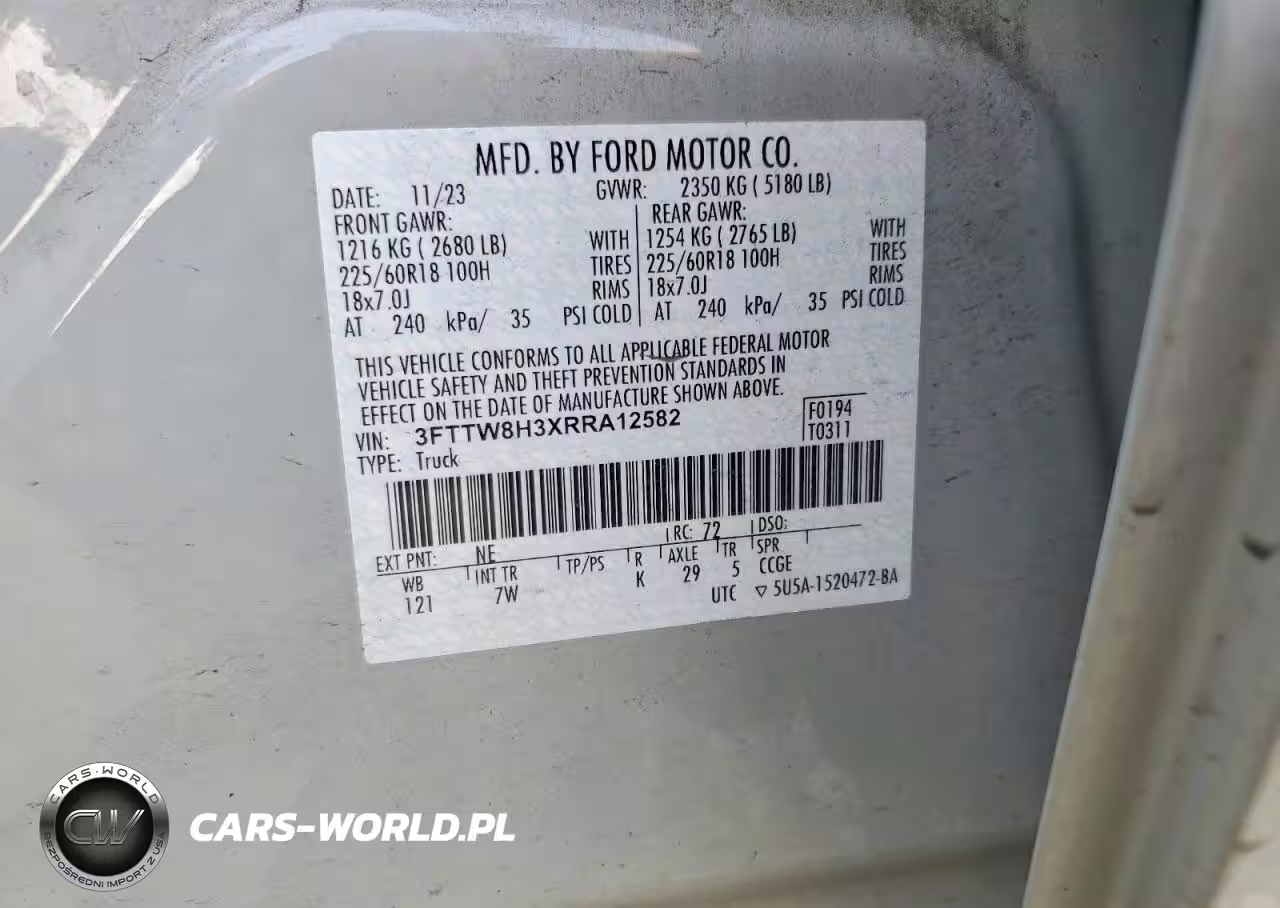 MFD. BY FORD MOTOR CO.
DATE: 11/23 GVWR: 2350 KG ( 5180 LB)
FRONT GAWR: REAR GAWR:
1216 KG ( 2680 LB) WITH 1254 KG ( 2765 LB) WITH
225/60R18 100H TIRES 225/60R18 100H TIRES
18x7.0J RIMS 18x7.0J RIMS
AT 240 kPa/ 35 PSI COLD AT 240 kPa/ 35 PSI COLD
THIS VEHICLE CONFORMS TO ALL APPLICABLE FEDERAL MOTOR
VEHICLE SAFETY AND THEFT PREVENTION STANDARDS IN
EFFECT ON THE DATE OF MANUFACTURE SHOWN ABOVE.
VIN: 3FTTW8H3XRRA12582 F0194
TYPE: Truck T0311
EXT PNT: NE RC: 72 DSO:
WB INT TR TP/PS R AXLE TR SPR
121 7W K 29 5 CCGE
UTC ▽ 5U5A-1520472-BA
CARS-WORLD
CW
BEZPOŚREDNI IMPORT Z USA
CARS-WORLD.PL